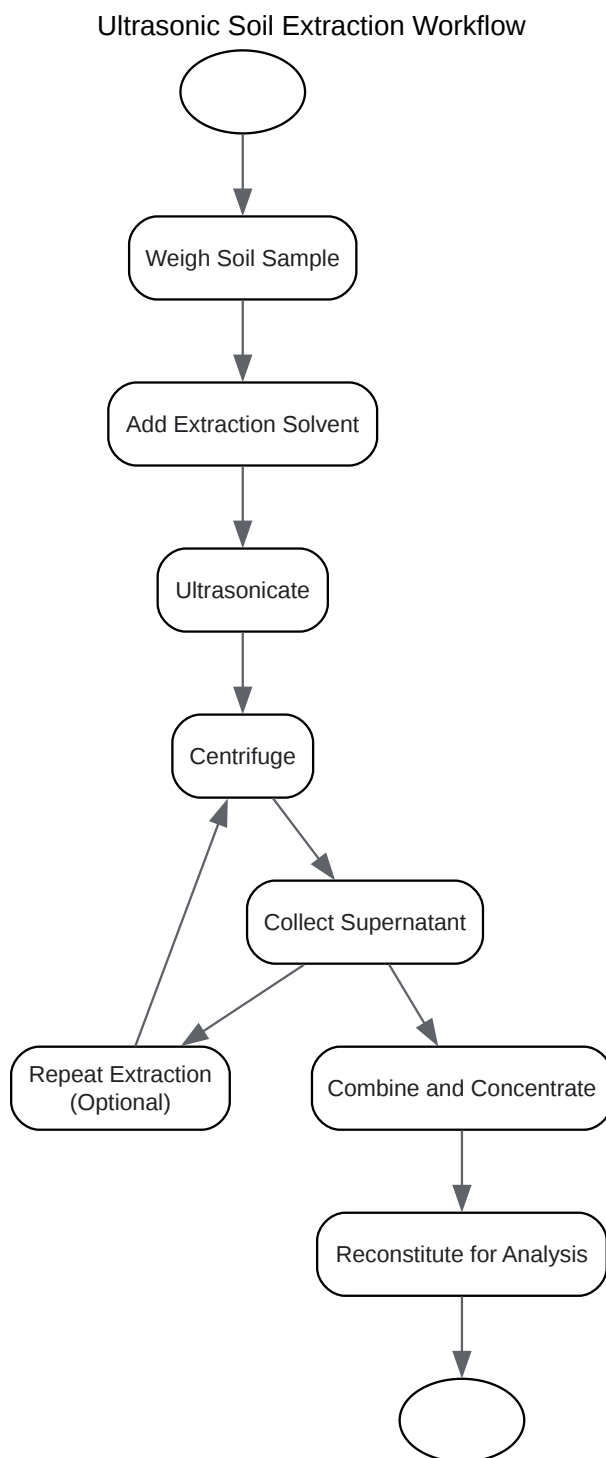 Ultrasonic Soil Extraction Workflow
Weigh Soil Sample
Add Extraction Solvent
Ultrasonicate
Centrifuge
Collect Supernatant
Repeat Extraction
(Optional)
Combine and Concentrate
Reconstitute for Analysis